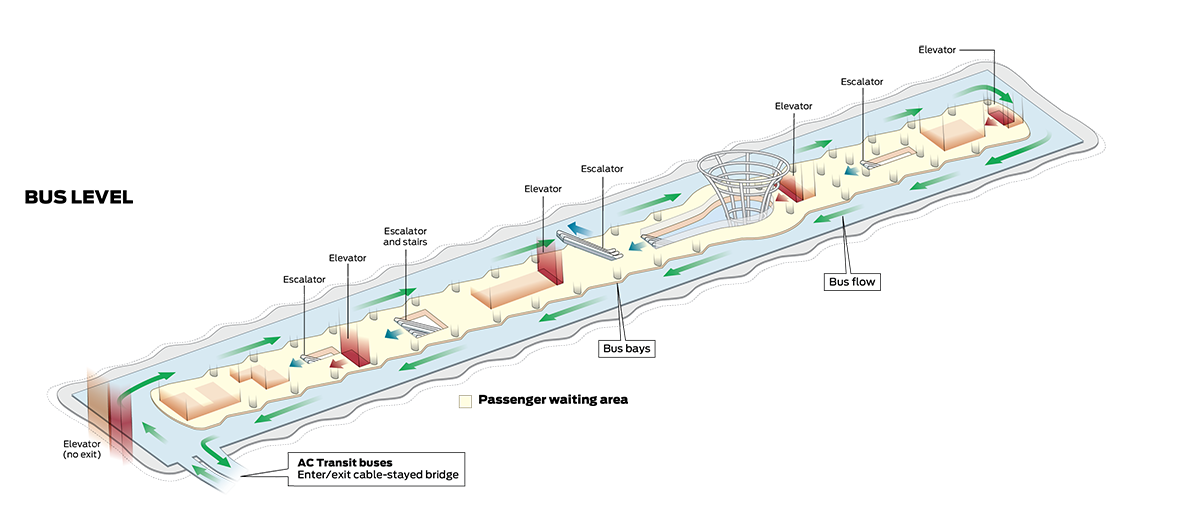 Elevator
Escalator
Elevator
Escalator
Elevator
BUS LEVEL
Escalator
and stairs
Elevator
Escalator
Bus flow
Bus bays
Passenger waiting area
Elevator
(no exit)
AC Transit buses
Enter/exit cable-stayed bridge